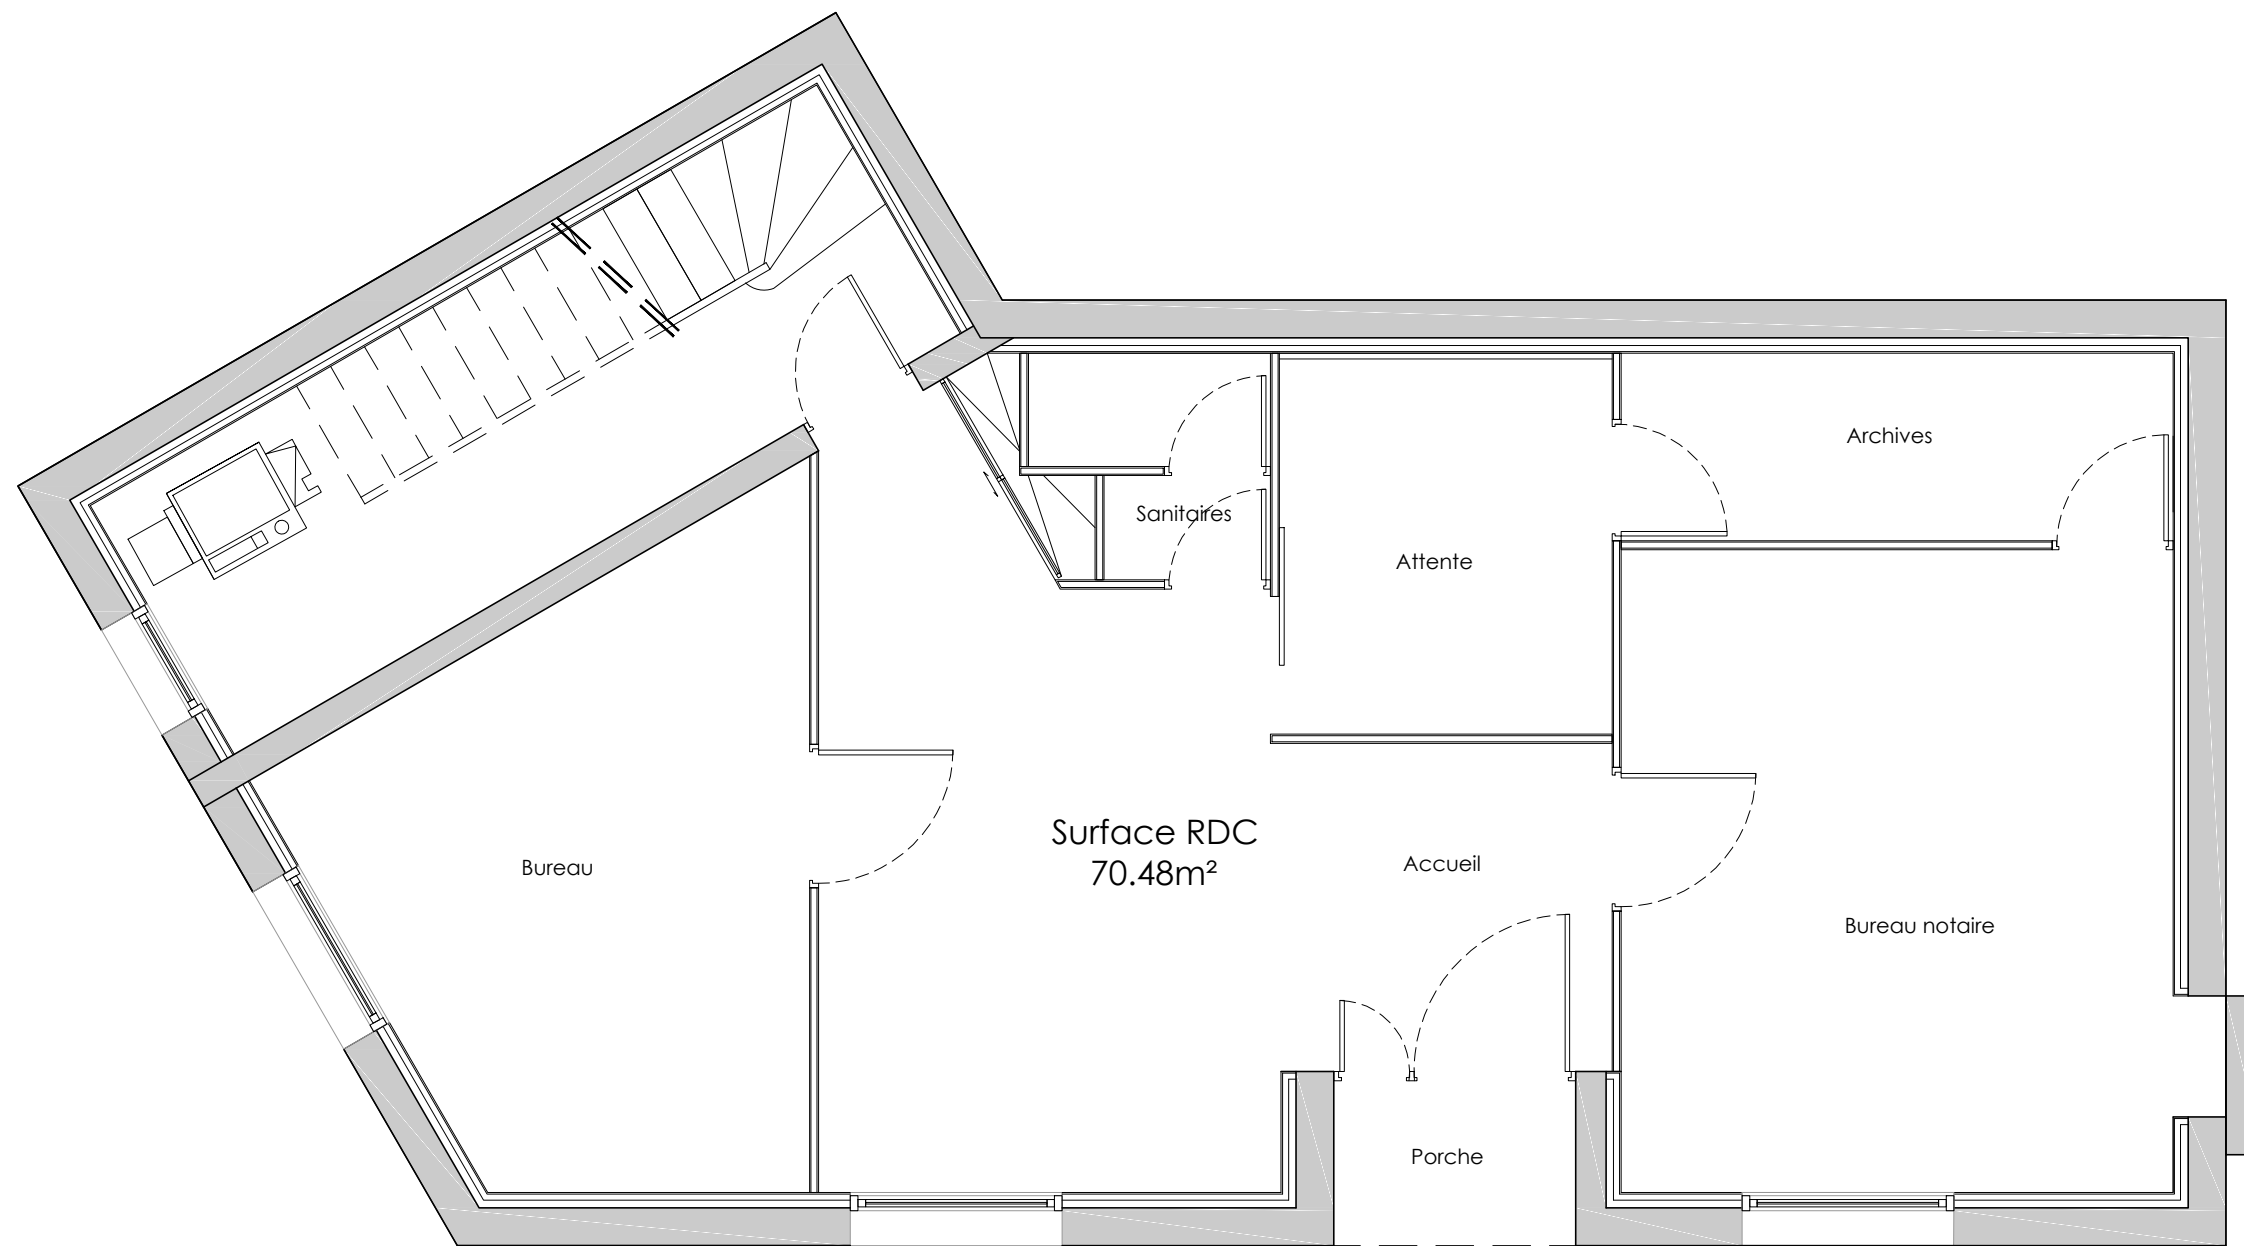 Archives
Sanitaires
Attente
Surface RDC
70.48m²
Bureau
Accueil
Bureau notaire
Porche